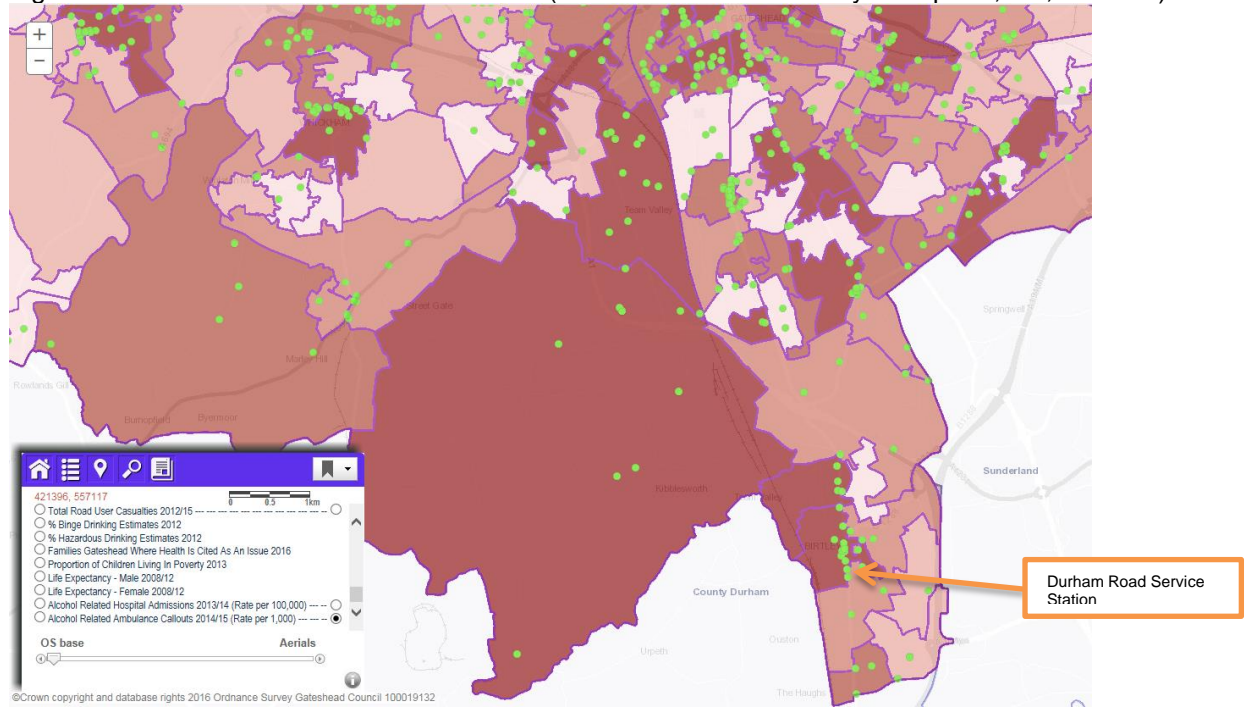 +
GATESHEAD
−
Team Valley
Springwell
Street Gate
Marley Hill
Rowlands Gill
Burnopfield
Byermoor
Sunderland
Kibblesworth
421396, 557117
0
0.5
1km
Total Road User Casualties 2012/15
% Binge Drinking Estimates 2012
% Hazardous Drinking Estimates 2012
Families Gateshead Where Health Is Cited As An Issue 2016
Proportion of Children Living In Poverty 2013
Life Expectancy - Male 2008/12
Life Expectancy - Female 2008/12
Alcohol Related Hospital Admissions 2013/14 (Rate per 100,000)
Alcohol Related Ambulance Callouts 2014/15 (Rate per 1,000)
BIRTLEY
Durham Road Service
Station
County Durham
OS base
Aerials
Ouston
Urpeth
The Haughs
©Crown copyright and database rights 2016 Ordnance Survey Gateshead Council 100019132